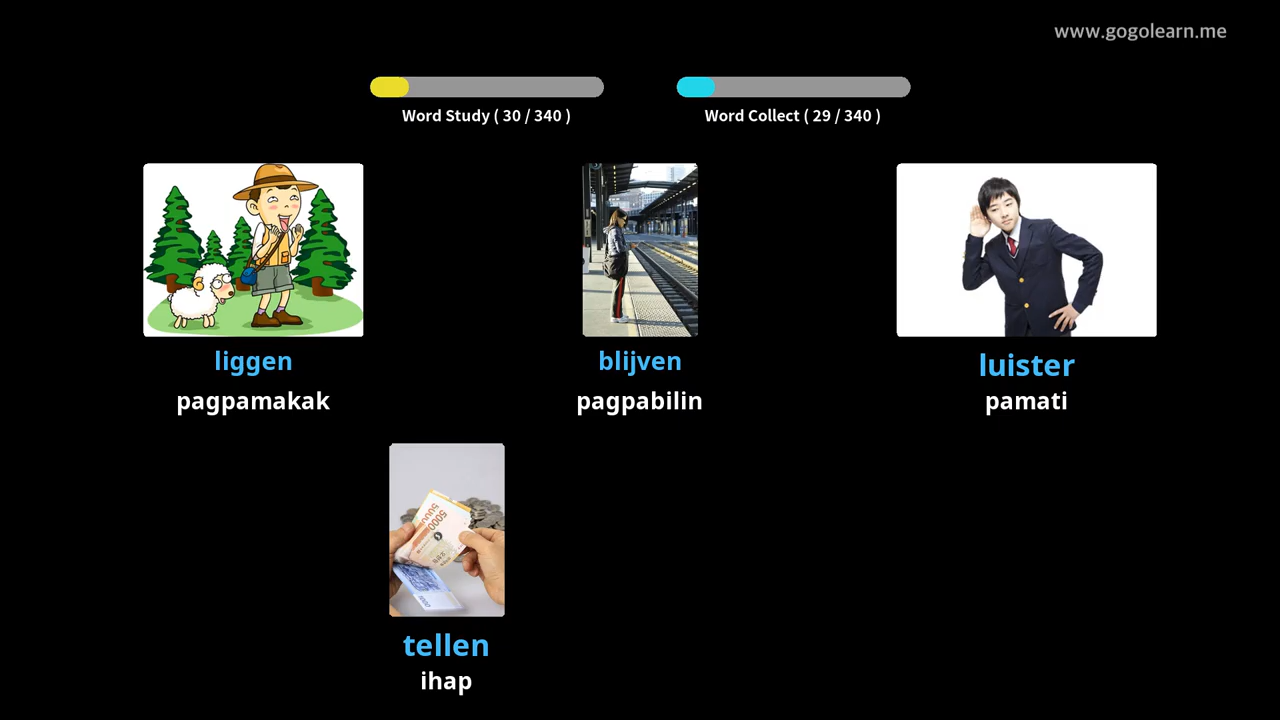 www.gogolearn.me
Word Study ( 30 / 340 )
Word Collect ( 29 / 340 )
liggen
pagpamakak
blijven
pagpabilin
luister
pamati
5000
tellen
ihap